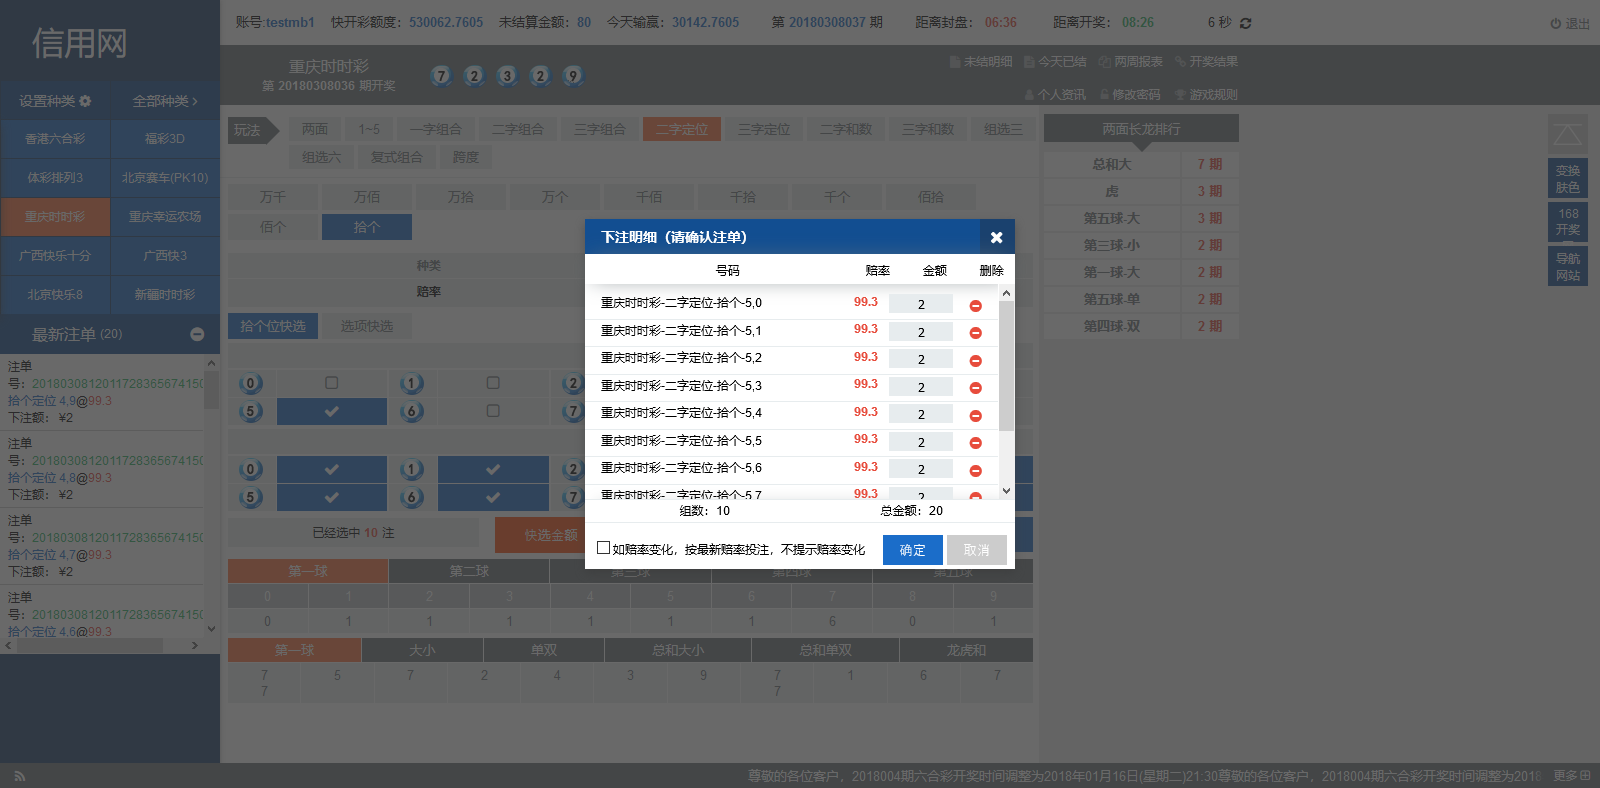 信用网
账号:testmb1 快开彩额度：530062.7605 未结算金额：80 今天输赢：30142.7605 第 20180308037 期 距离封盘：06:36 距离开奖：08:26 6 秒 退出
重庆时时彩
第 20180308036 期开奖
7 2 3 2 9
未结明细 今天已结 两周报表 开奖结果
个人资讯 修改密码 游戏规则
设置种类 全部种类
香港六合彩 福彩3D
体彩排列3 北京赛车(PK10)
重庆时时彩 重庆幸运农场
广西快乐十分 广西快3
北京快乐8 新疆时时彩
最新注单 (20)
注单
号：20180308120117283656741​50
拾个定位 4,9@99.3
下注额： ¥2
注单
号：2018030812011728365674150
拾个定位 4,8@99.3
下注额： ¥2
注单
号：2018030812011728365674150
拾个定位 4,7@99.3
下注额： ¥2
注单
号：2018030812011728365674150
拾个定位 4,6@99.3
玩法 两面 1~5 一字组合 二字组合 三字组合 二字定位 三字定位 二字和数 三字和数 组选三
组选六 复式组合 跨度
万千 万佰 万拾 万个 千佰 千拾 千个 佰拾
佰个 拾个
种类
赔率
拾个位快选 选项快选
0 1 2
5 6 7
0 1 2
5 6 7
已经选中 10 注 快选金额
第一球 第二球 第三球 第四球 第五球
0 1 2 3 4 5 6 7 8 9
0 1 1 1 1 1 1 6 0 1
第一球 大小 单双 总和大小 总和单双 龙虎和
7 5 7 2 4 3 9 7 1 6 7
7 7
下注明细（请确认注单）
号码 赔率 金额 删除
重庆时时彩-二字定位-拾个-5,0 99.3 2
重庆时时彩-二字定位-拾个-5,1 99.3 2
重庆时时彩-二字定位-拾个-5,2 99.3 2
重庆时时彩-二字定位-拾个-5,3 99.3 2
重庆时时彩-二字定位-拾个-5,4 99.3 2
重庆时时彩-二字定位-拾个-5,5 99.3 2
重庆时时彩-二字定位-拾个-5,6 99.3 2
重庆时时彩-二字定位-拾个-5,7 99.3 2
组数：10 总金额：20
如赔率变化，按最新赔率投注，不提示赔率变化 确定 取消
两面长龙排行
总和大 7 期
虎 3 期
第五球-大 3 期
第三球-小 2 期
第一球-大 2 期
第五球-单 2 期
第四球-双 2 期
变换
肤色
168
开奖
导航
网站
尊敬的各位客户，2018004期六合彩开奖时间调整为2018年01月16日(星期二)21:30尊敬的各位客户，2018004期六合彩开奖时间调整为2018 更多